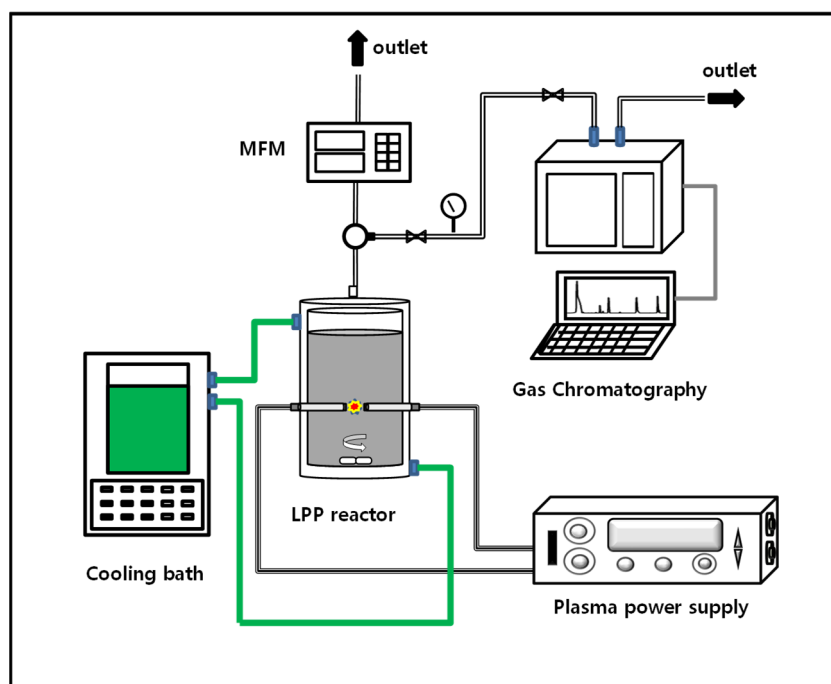 outlet
outlet
MFM
Gas Chromatography
LPP reactor
Cooling bath
Plasma power supply